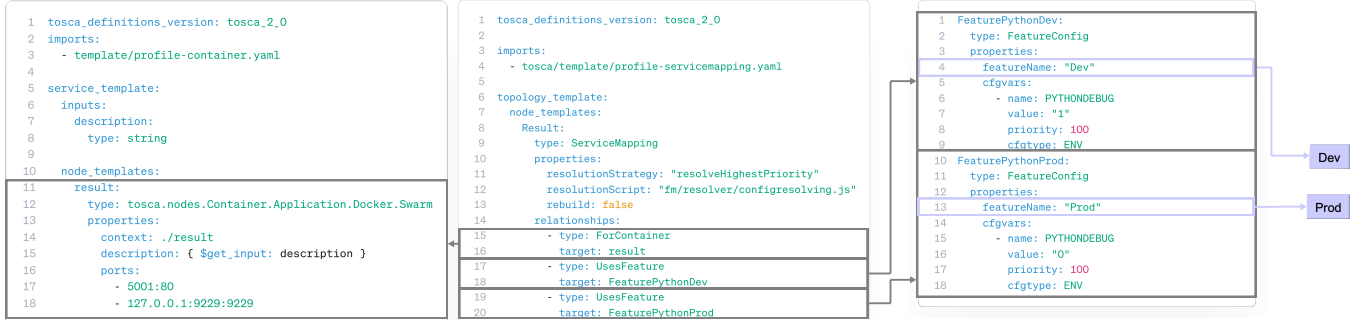 1 tosca_definitions_version: tosca_2_0
2 imports:
3 - template/profile-container.yaml
4
5 service_template:
6 inputs:
7 description:
8 type: string
9
10 node_templates:
11 result:
12 type: tosca.nodes.Container.Application.Docker.Swarm
13 properties:
14 context: ./result
15 description: { $get_input: description }
16 ports:
17 - 5001:80
18 - 127.0.0.1:9229:9229
1 tosca_definitions_version: tosca_2_0
2
3 imports:
4 - tosca/template/profile-servicemapping.yaml
5
6 topology_template:
7 node_templates:
8 Result:
9 type: ServiceMapping
10 properties:
11 resolutionStrategy: "resolveHighestPriority"
12 resolutionScript: "fm/resolver/configresolving.js"
13 rebuild: false
14 relationships:
15 - type: ForContainer
16 target: result
17 - type: UsesFeature
18 target: FeaturePythonDev
19 - type: UsesFeature
20 target: FeaturePythonProd
1 FeaturePythonDev:
2 type: FeatureConfig
3 properties:
4 featureName: "Dev"
5 cfgvars:
6 - name: PYTHONDEBUG
7 value: "1"
8 priority: 100
9 cfgtype: ENV
10 FeaturePythonProd:
11 type: FeatureConfig
12 properties:
13 featureName: "Prod"
14 cfgvars:
15 - name: PYTHONDEBUG
16 value: "0"
17 priority: 100
18 cfgtype: ENV
Dev
Prod